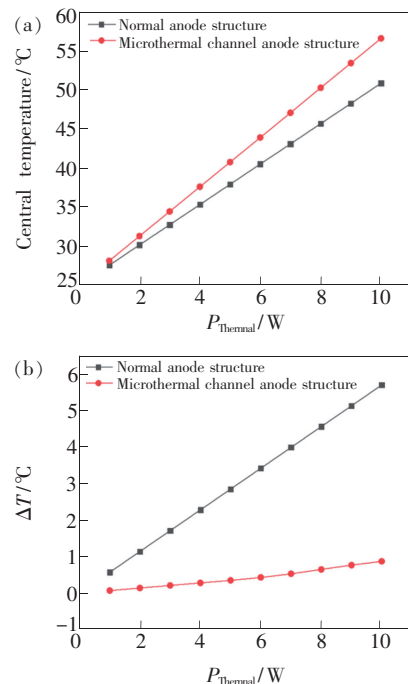 (a)
60
55
50
45
40
35
30
25
Central temperature/℃
Normal anode structure
Microthermal channel anode structure
0 2 4 6 8 10
P_Thermal/W
(b)
6
5
4
3
2
1
0
−1
ΔT/℃
Normal anode structure
Microthermal channel anode structure
0 2 4 6 8 10
P_Thermal/W